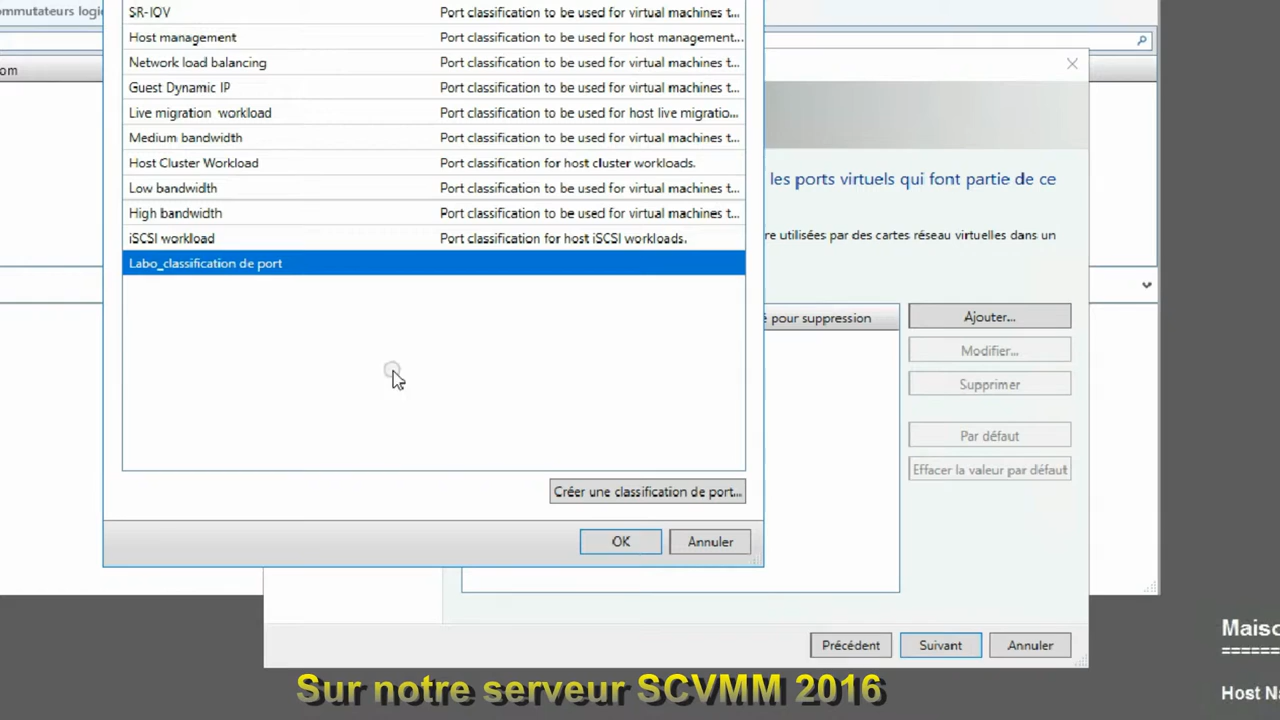 ommutateurs logi
om
SR-IOV Port classification to be used for virtual machines t...
Host management Port classification to be used for host management...
Network load balancing Port classification to be used for virtual machines t...
Guest Dynamic IP Port classification to be used for virtual machines t...
Live migration workload Port classification to be used for host live migratio...
Medium bandwidth Port classification to be used for virtual machines t...
Host Cluster Workload Port classification for host cluster workloads.
Low bandwidth Port classification to be used for virtual machines t...
High bandwidth Port classification to be used for virtual machines t...
iSCSI workload Port classification for host iSCSI workloads.
Labo_classification de port
Créer une classification de port...
OK Annuler
les ports virtuels qui font partie de ce
re utilisées par des cartes réseau virtuelles dans un
é pour suppression
Ajouter...
Modifier...
Supprimer
Par défaut
Effacer la valeur par défaut
Précédent Suivant Annuler
Maiso
======
Host Na
Sur notre serveur SCVMM 2016